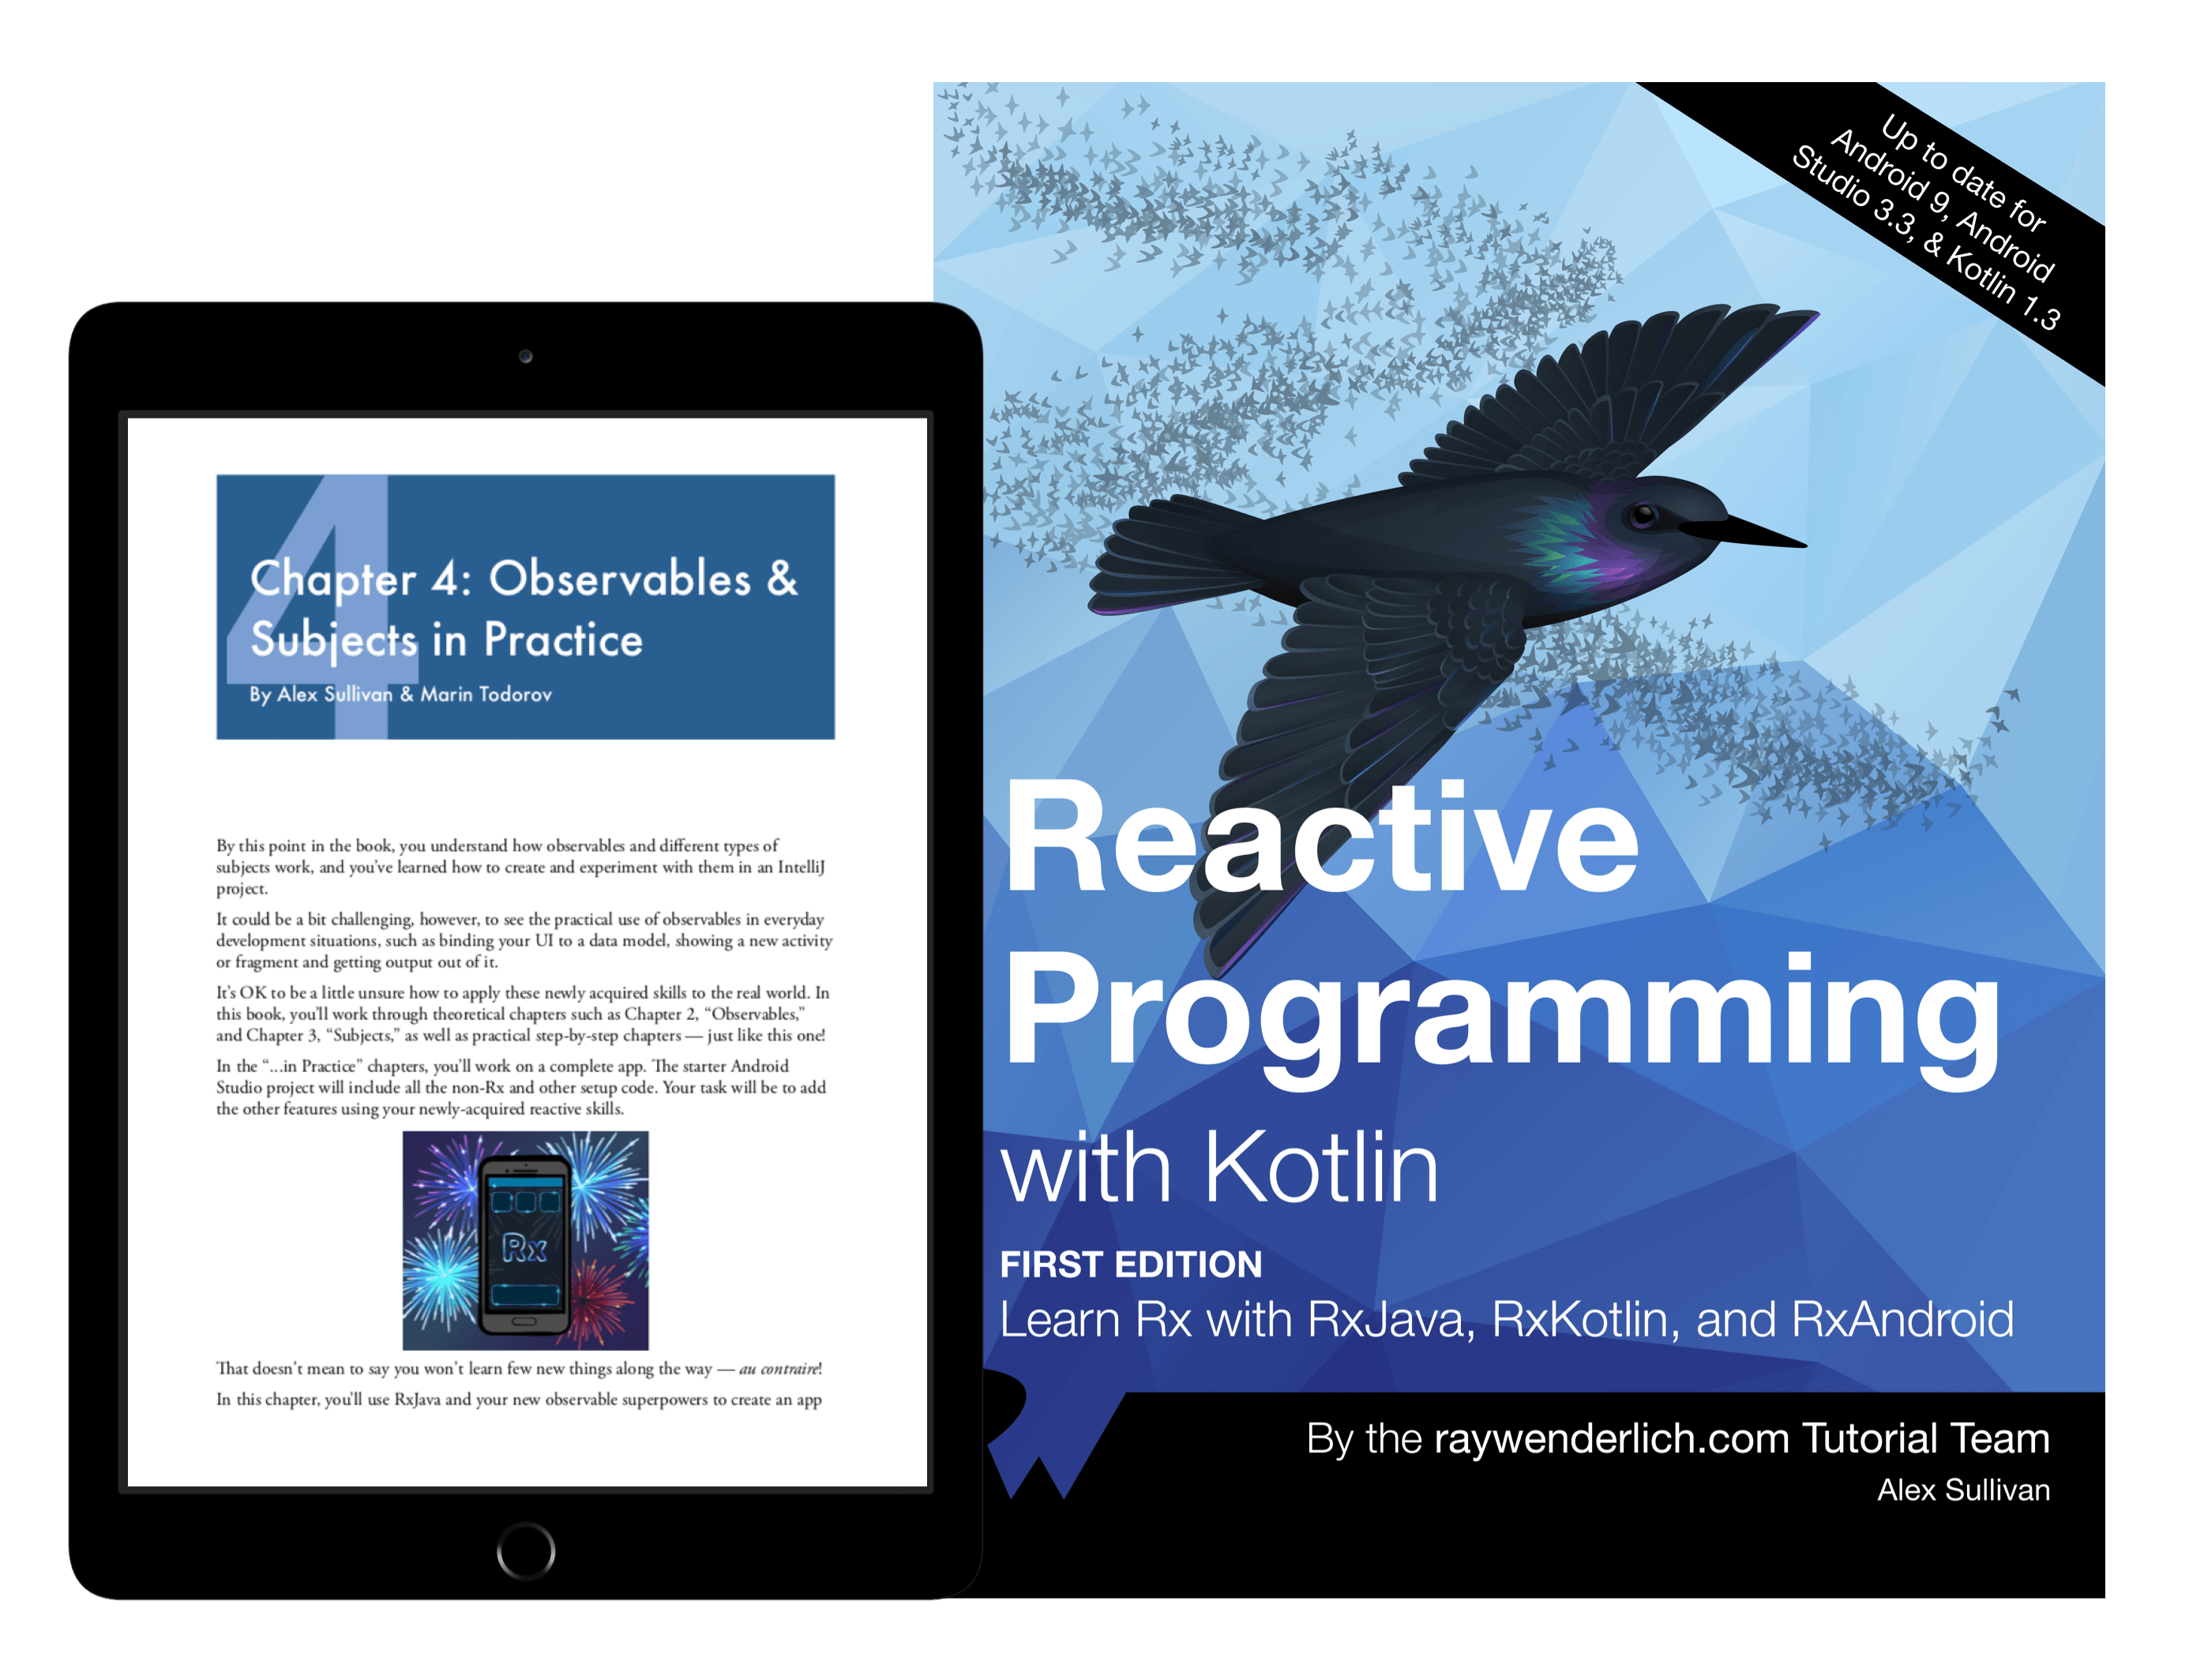 4
Chapter 4: Observables &
Subjects in Practice
By Alex Sullivan & Marin Todorov
By this point in the book, you understand how observables and different types of
subjects work, and you’ve learned how to create and experiment with them in an IntelliJ
project.
It could be a bit challenging, however, to see the practical use of observables in everyday
development situations, such as binding your UI to a data model, showing a new activity
or fragment and getting output out of it.
It’s OK to be a little unsure how to apply these newly acquired skills to the real world. In
this book, you’ll work through theoretical chapters such as Chapter 2, “Observables,”
and Chapter 3, “Subjects,” as well as practical step-by-step chapters — just like this one!
In the “...in Practice” chapters, you’ll work on a complete app. The starter Android
Studio project will include all the non-Rx and other setup code. Your task will be to add
the other features using your newly-acquired reactive skills.
Rx
That doesn’t mean to say you won’t learn few new things along the way — au contraire!
In this chapter, you’ll use RxJava and your new observable superpowers to create an app
Up to date for
Android 9, Android
Studio 3.3, & Kotlin 1.3
Reactive
Programming
with Kotlin
FIRST EDITION
Learn Rx with RxJava, RxKotlin, and RxAndroid
By the raywenderlich.com Tutorial Team
Alex Sullivan